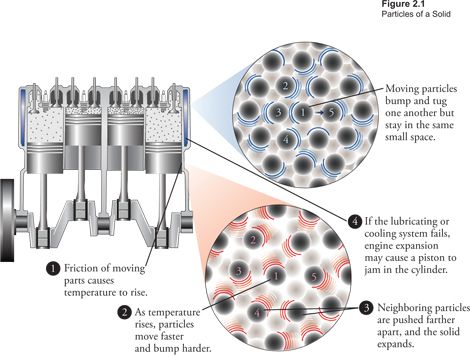 Figure 2.1
Particles of a Solid
2
3
1
5
4
Moving particles
bump and tug
one another but
stay in the same
small space.
2
3
1
5
4
4 If the lubricating or
cooling system fails,
engine expansion
may cause a piston to
jam in the cylinder.
1 Friction of moving
parts causes
temperature to rise.
2 As temperature
rises, particles
move faster
and bump harder.
3 Neighboring particles
are pushed farther
apart, and the solid
expands.